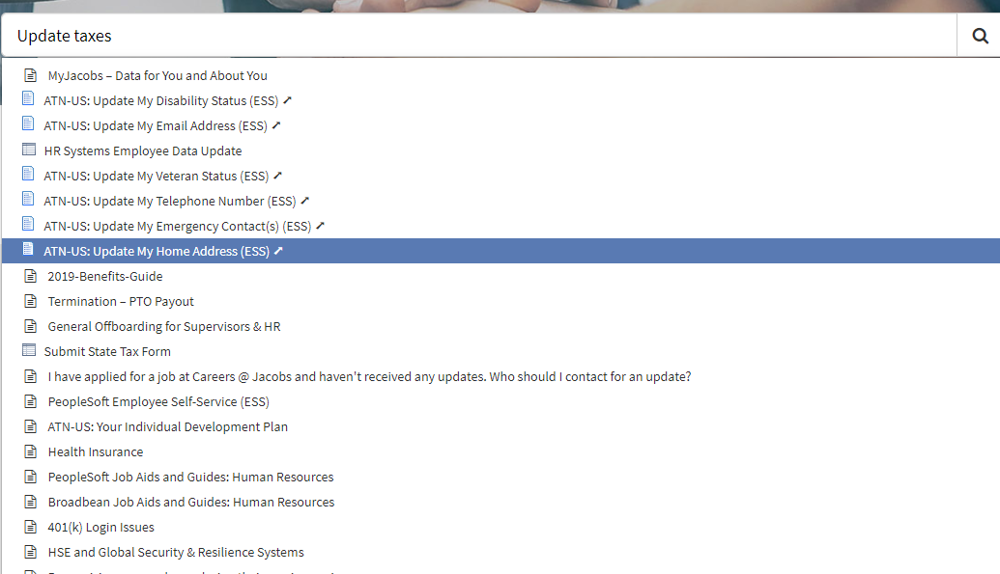 Update taxes
MyJacobs – Data for You and About You
ATN-US: Update My Disability Status (ESS)
ATN-US: Update My Email Address (ESS)
HR Systems Employee Data Update
ATN-US: Update My Veteran Status (ESS)
ATN-US: Update My Telephone Number (ESS)
ATN-US: Update My Emergency Contact(s) (ESS)
ATN-US: Update My Home Address (ESS)
2019-Benefits-Guide
Termination – PTO Payout
General Offboarding for Supervisors & HR
Submit State Tax Form
I have applied for a job at Careers @ Jacobs and haven't received any updates. Who should I contact for an update?
PeopleSoft Employee Self-Service (ESS)
ATN-US: Your Individual Development Plan
Health Insurance
PeopleSoft Job Aids and Guides: Human Resources
Broadbean Job Aids and Guides: Human Resources
401(k) Login Issues
HSE and Global Security & Resilience Systems